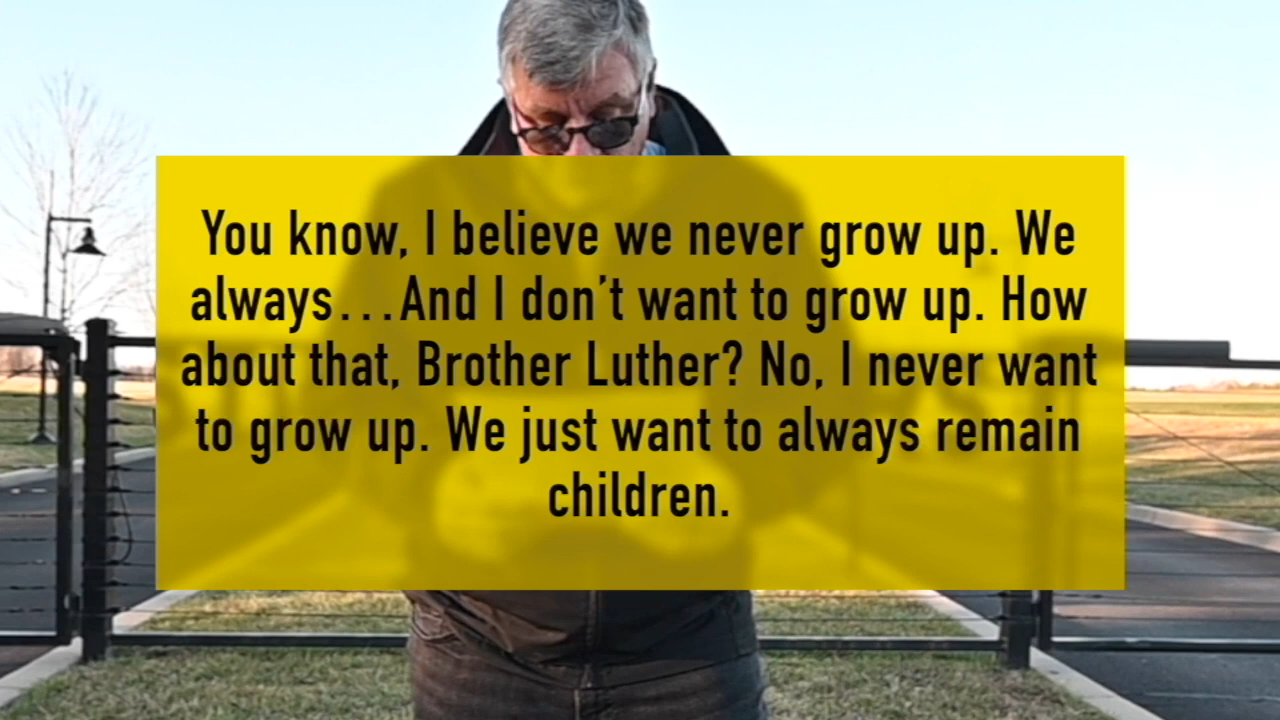 You know, I believe we never grow up. We
always...And I don't want to grow up. How
about that, Brother Luther? No, I never want
to grow up. We just want to always remain
children.